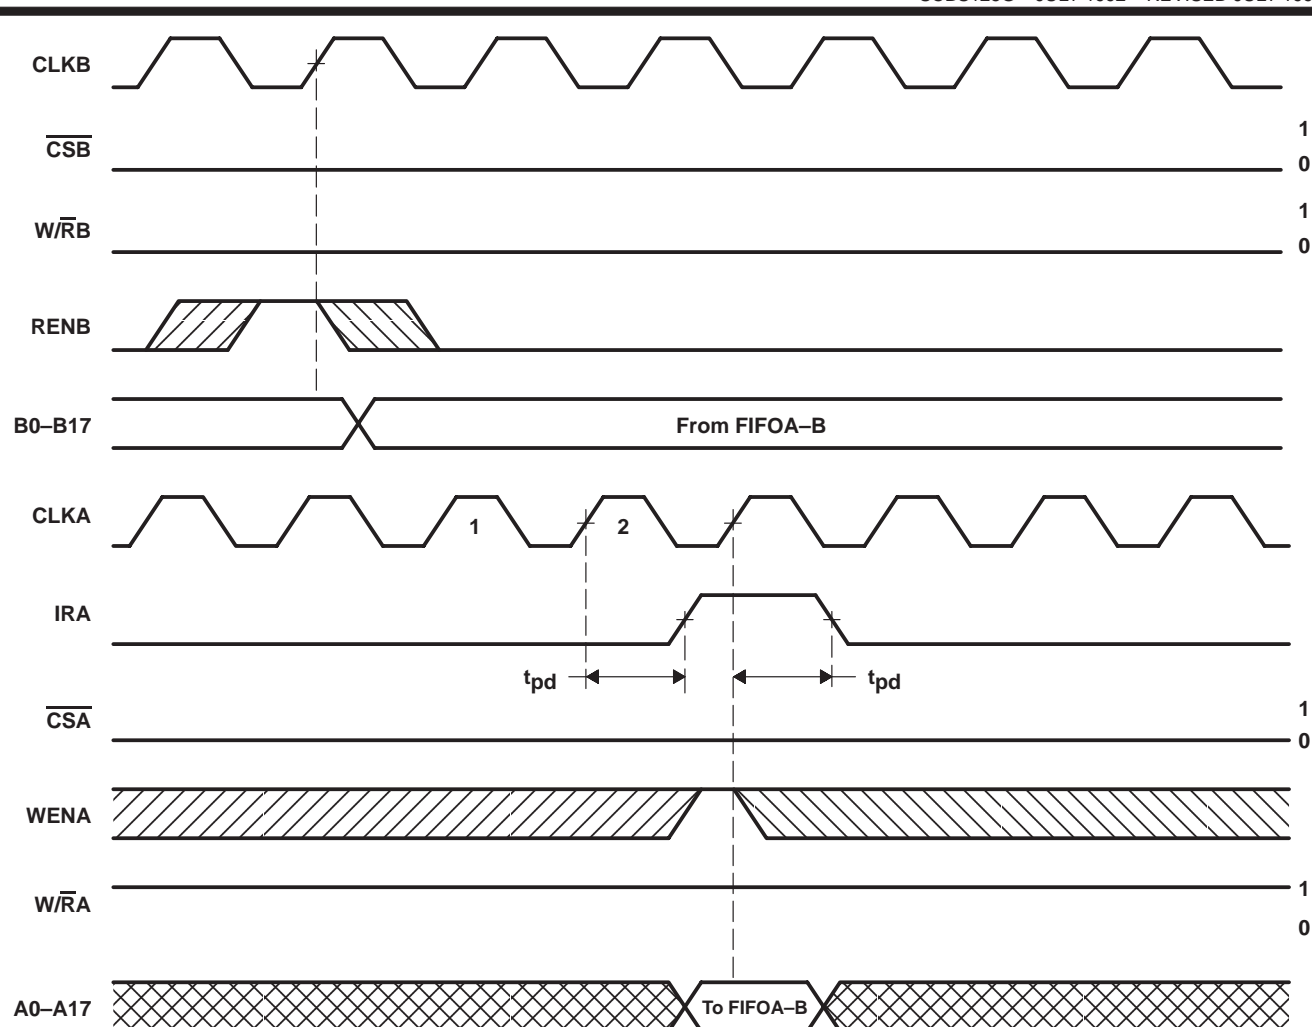 CLKB
CSB
1
0
W/RB
1
0
RENB
B0–B17
From FIFOA–B
CLKA
1
2
IRA
tpd
tpd
CSA
1
0
WENA
W/RA
1
0
A0–A17
To FIFOA–B